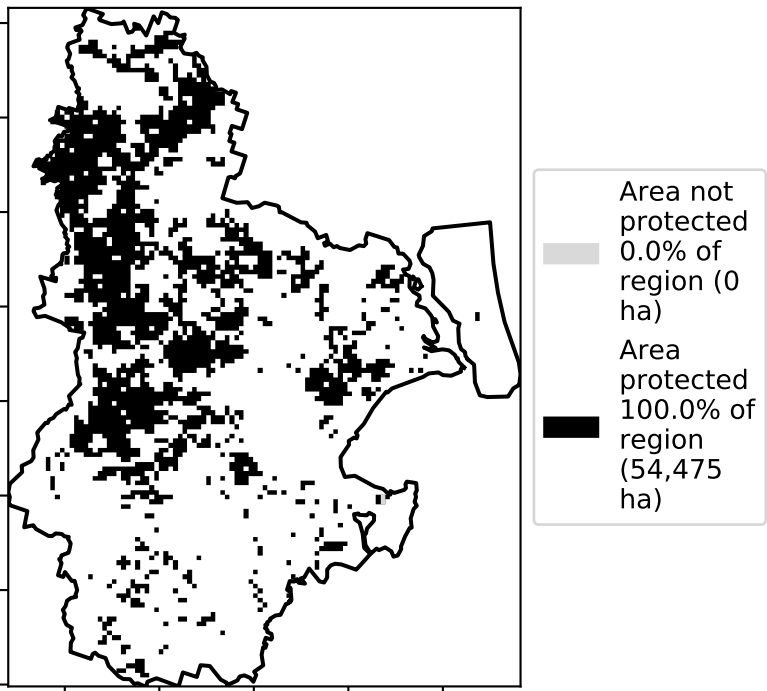 Area not
protected
0.0% of
region (0
ha)
Area
protected
100.0% of
region
(54,475
ha)